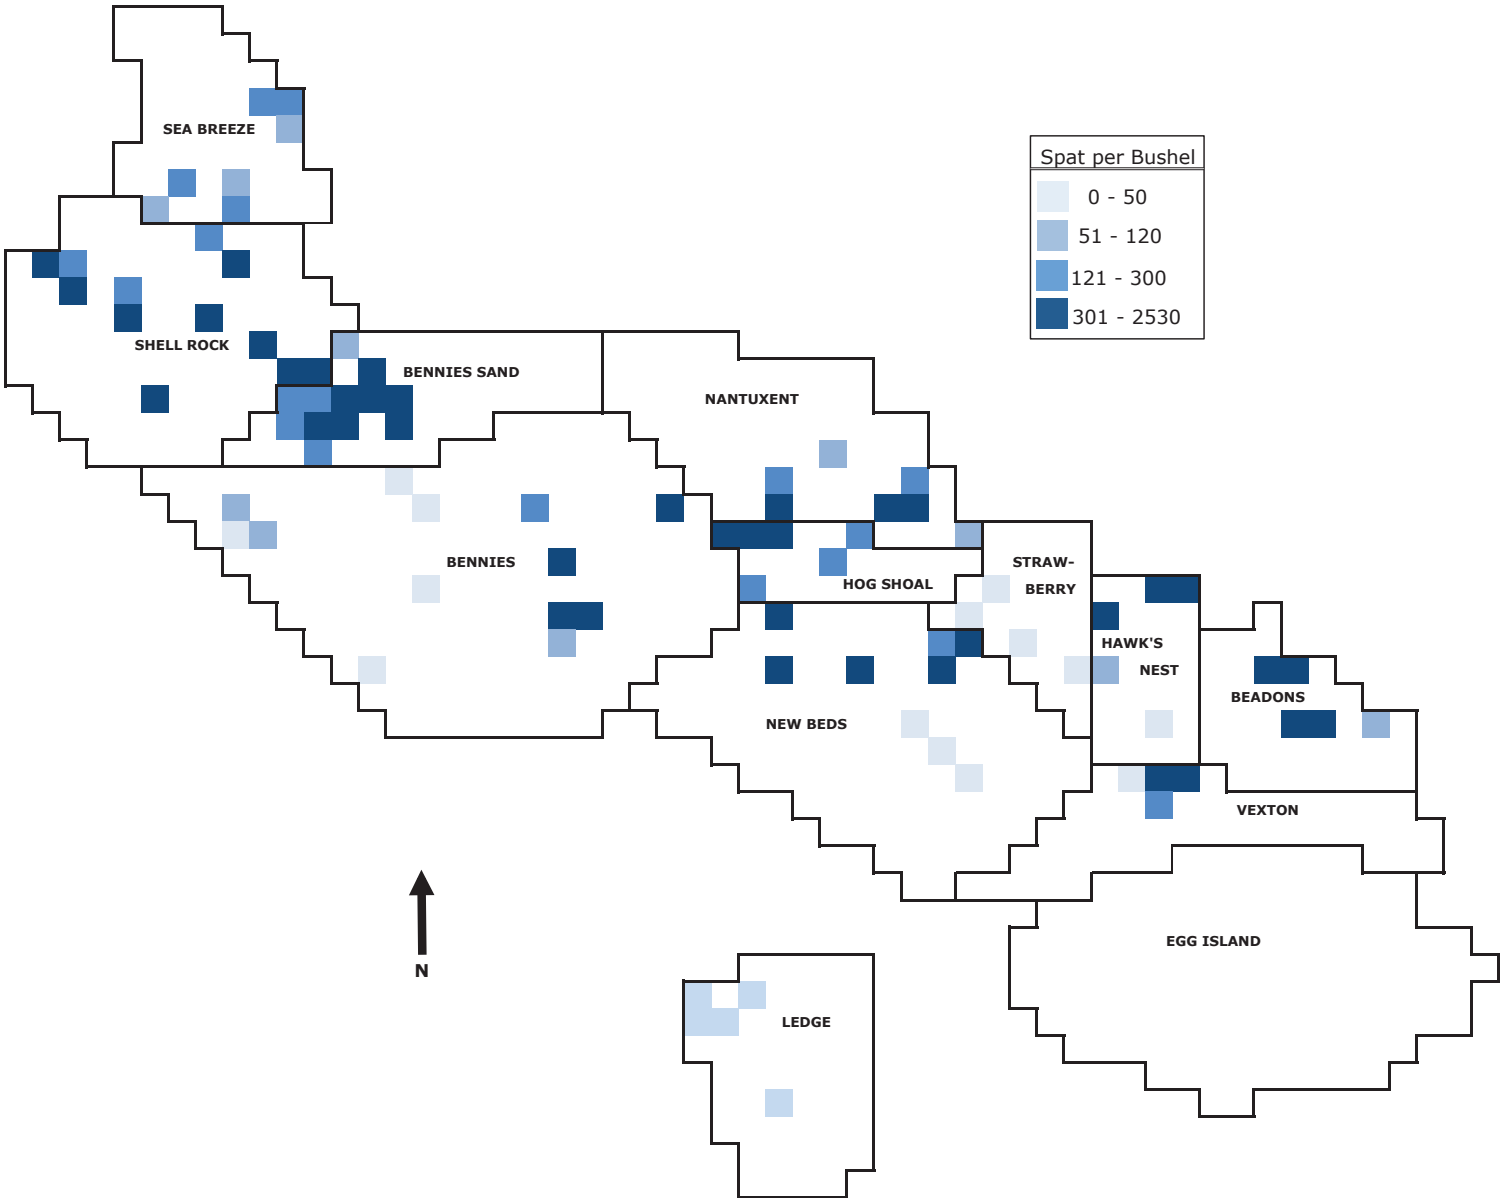 SEA BREEZE
Spat per Bushel
0 - 50
51 - 120
121 - 300
301 - 2530
SHELL ROCK
BENNIES SAND
NANTUXENT
BENNIES
HOG SHOAL
STRAW-
BERRY
HAWK'S
NEST
BEADONS
NEW BEDS
VEXTON
EGG ISLAND
N
LEDGE